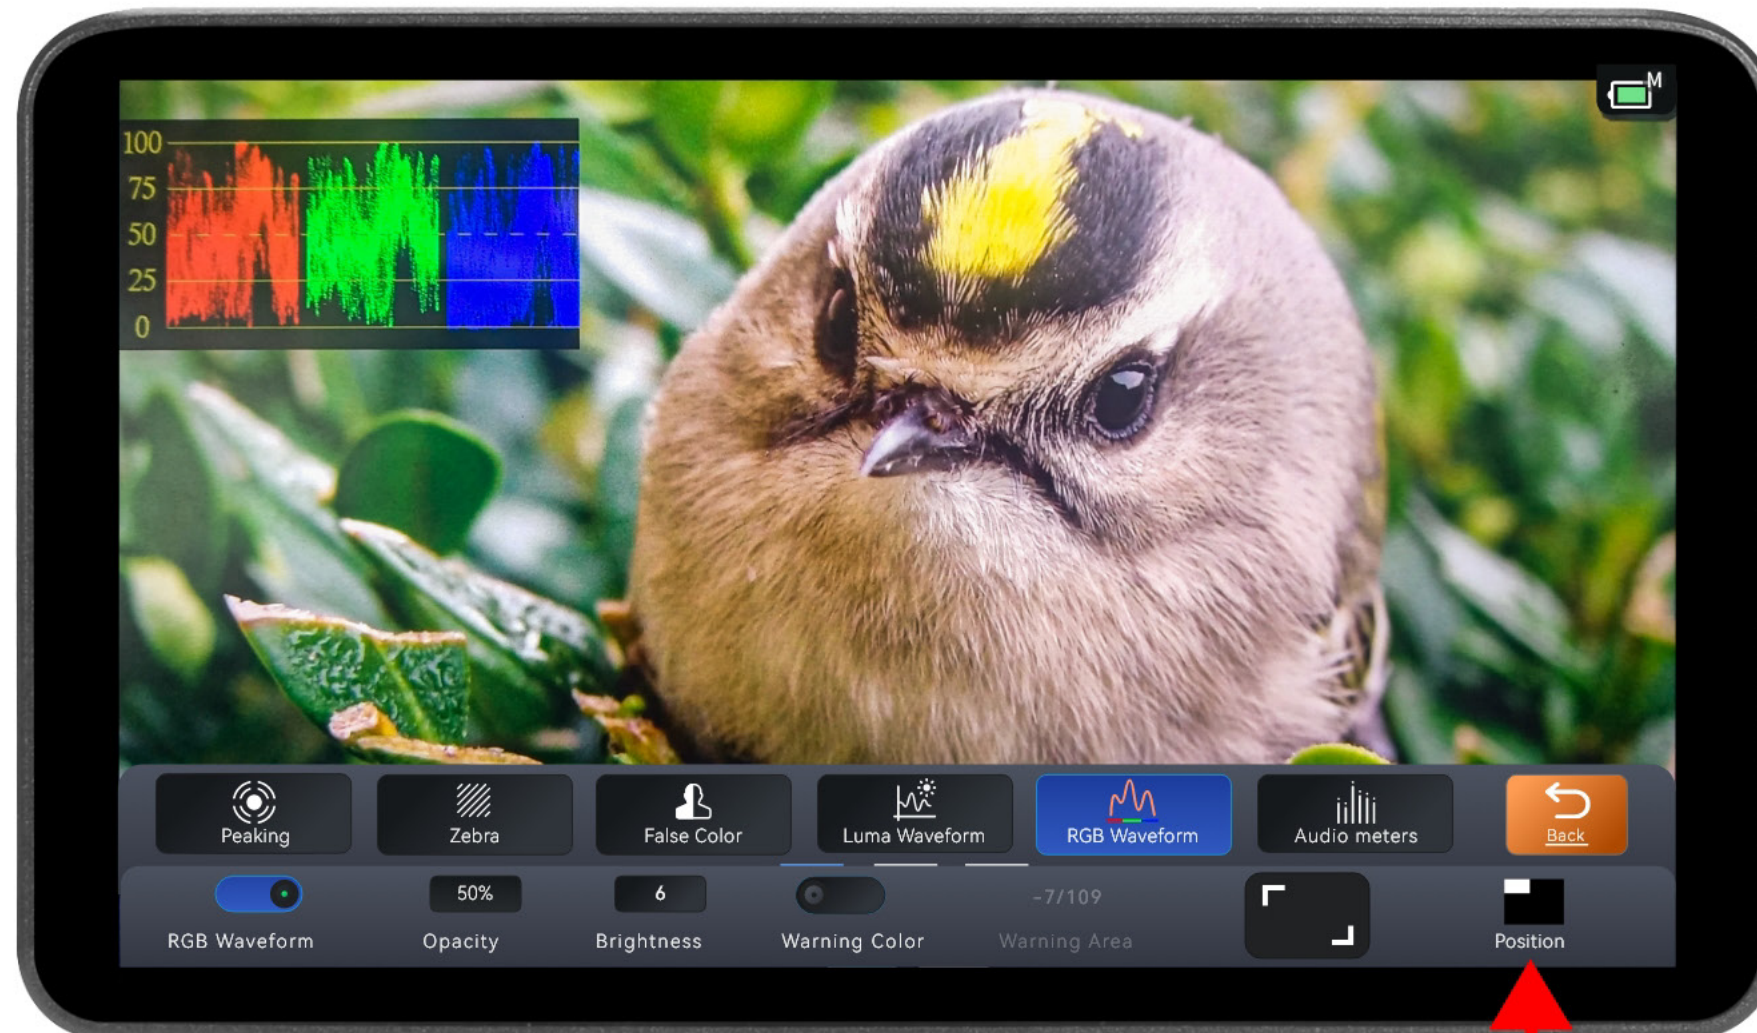 M
100
75
50
25
0
Peaking
Zebra
False Color
Luma Waveform
RGB Waveform
Audio meters
Back
50%
6
-7/109
RGB Waveform
Opacity
Brightness
Warning Color
Warning Area
Position